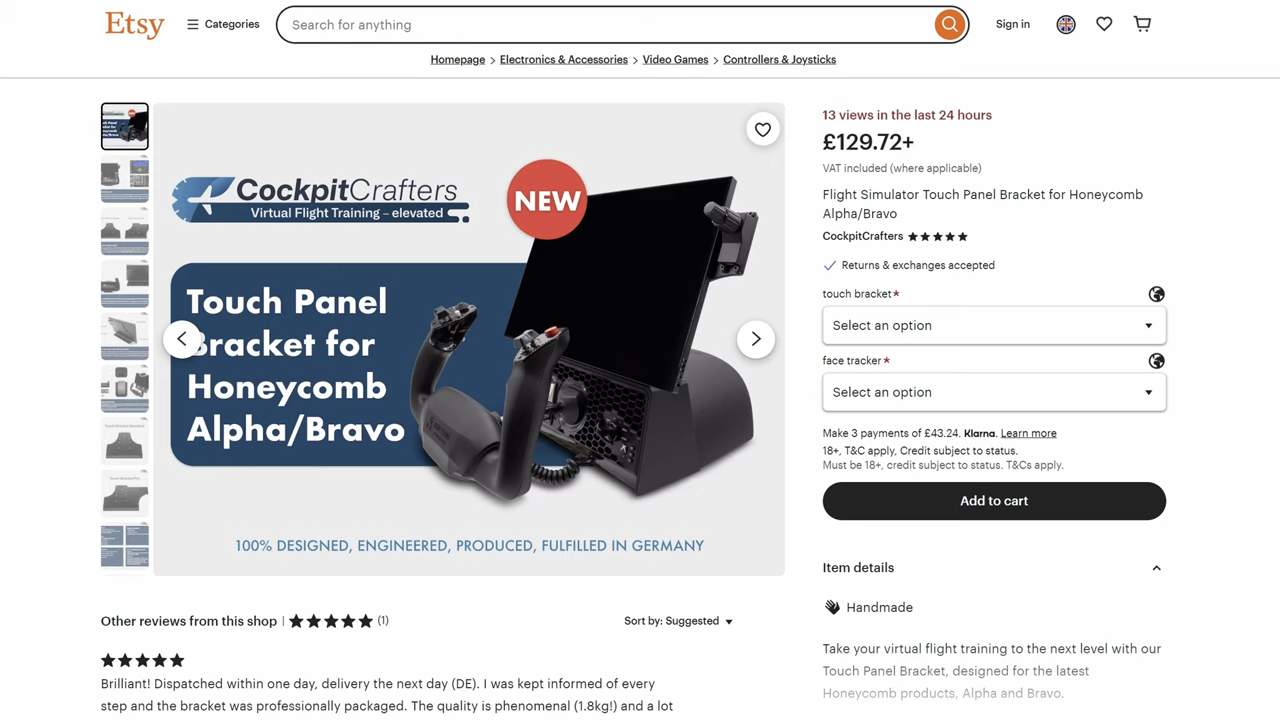 Etsy
Categories
Search for anything
Sign in
Homepage > Electronics & Accessories > Video Games > Controllers & Joysticks
CockpitCrafters
Virtual Flight Training – elevated
NEW
Touch Panel
Bracket for
Honeycomb
Alpha/Bravo
100% DESIGNED, ENGINEERED, PRODUCED, FULFILLED IN GERMANY
13 views in the last 24 hours
£129.72+
VAT included (where applicable)
Flight Simulator Touch Panel Bracket for Honeycomb
Alpha/Bravo
CockpitCrafters ★★★★★
Returns & exchanges accepted
touch bracket*
Select an option
face tracker*
Select an option
Make 3 payments of £43.24. Klarna. Learn more
18+, T&C apply, Credit subject to status.
Must be 18+, credit subject to status. T&Cs apply.
Add to cart
Item details
Handmade
Take your virtual flight training to the next level with our
Touch Panel Bracket, designed for the latest
Honeycomb products, Alpha and Bravo.
Other reviews from this shop | ★★★★★ (1)
Sort by: Suggested
★★★★★
Brilliant! Dispatched within one day, delivery the next day (DE). I was kept informed of every
step and the bracket was professionally packaged. The quality is phenomenal (1.8kg!) and a lot